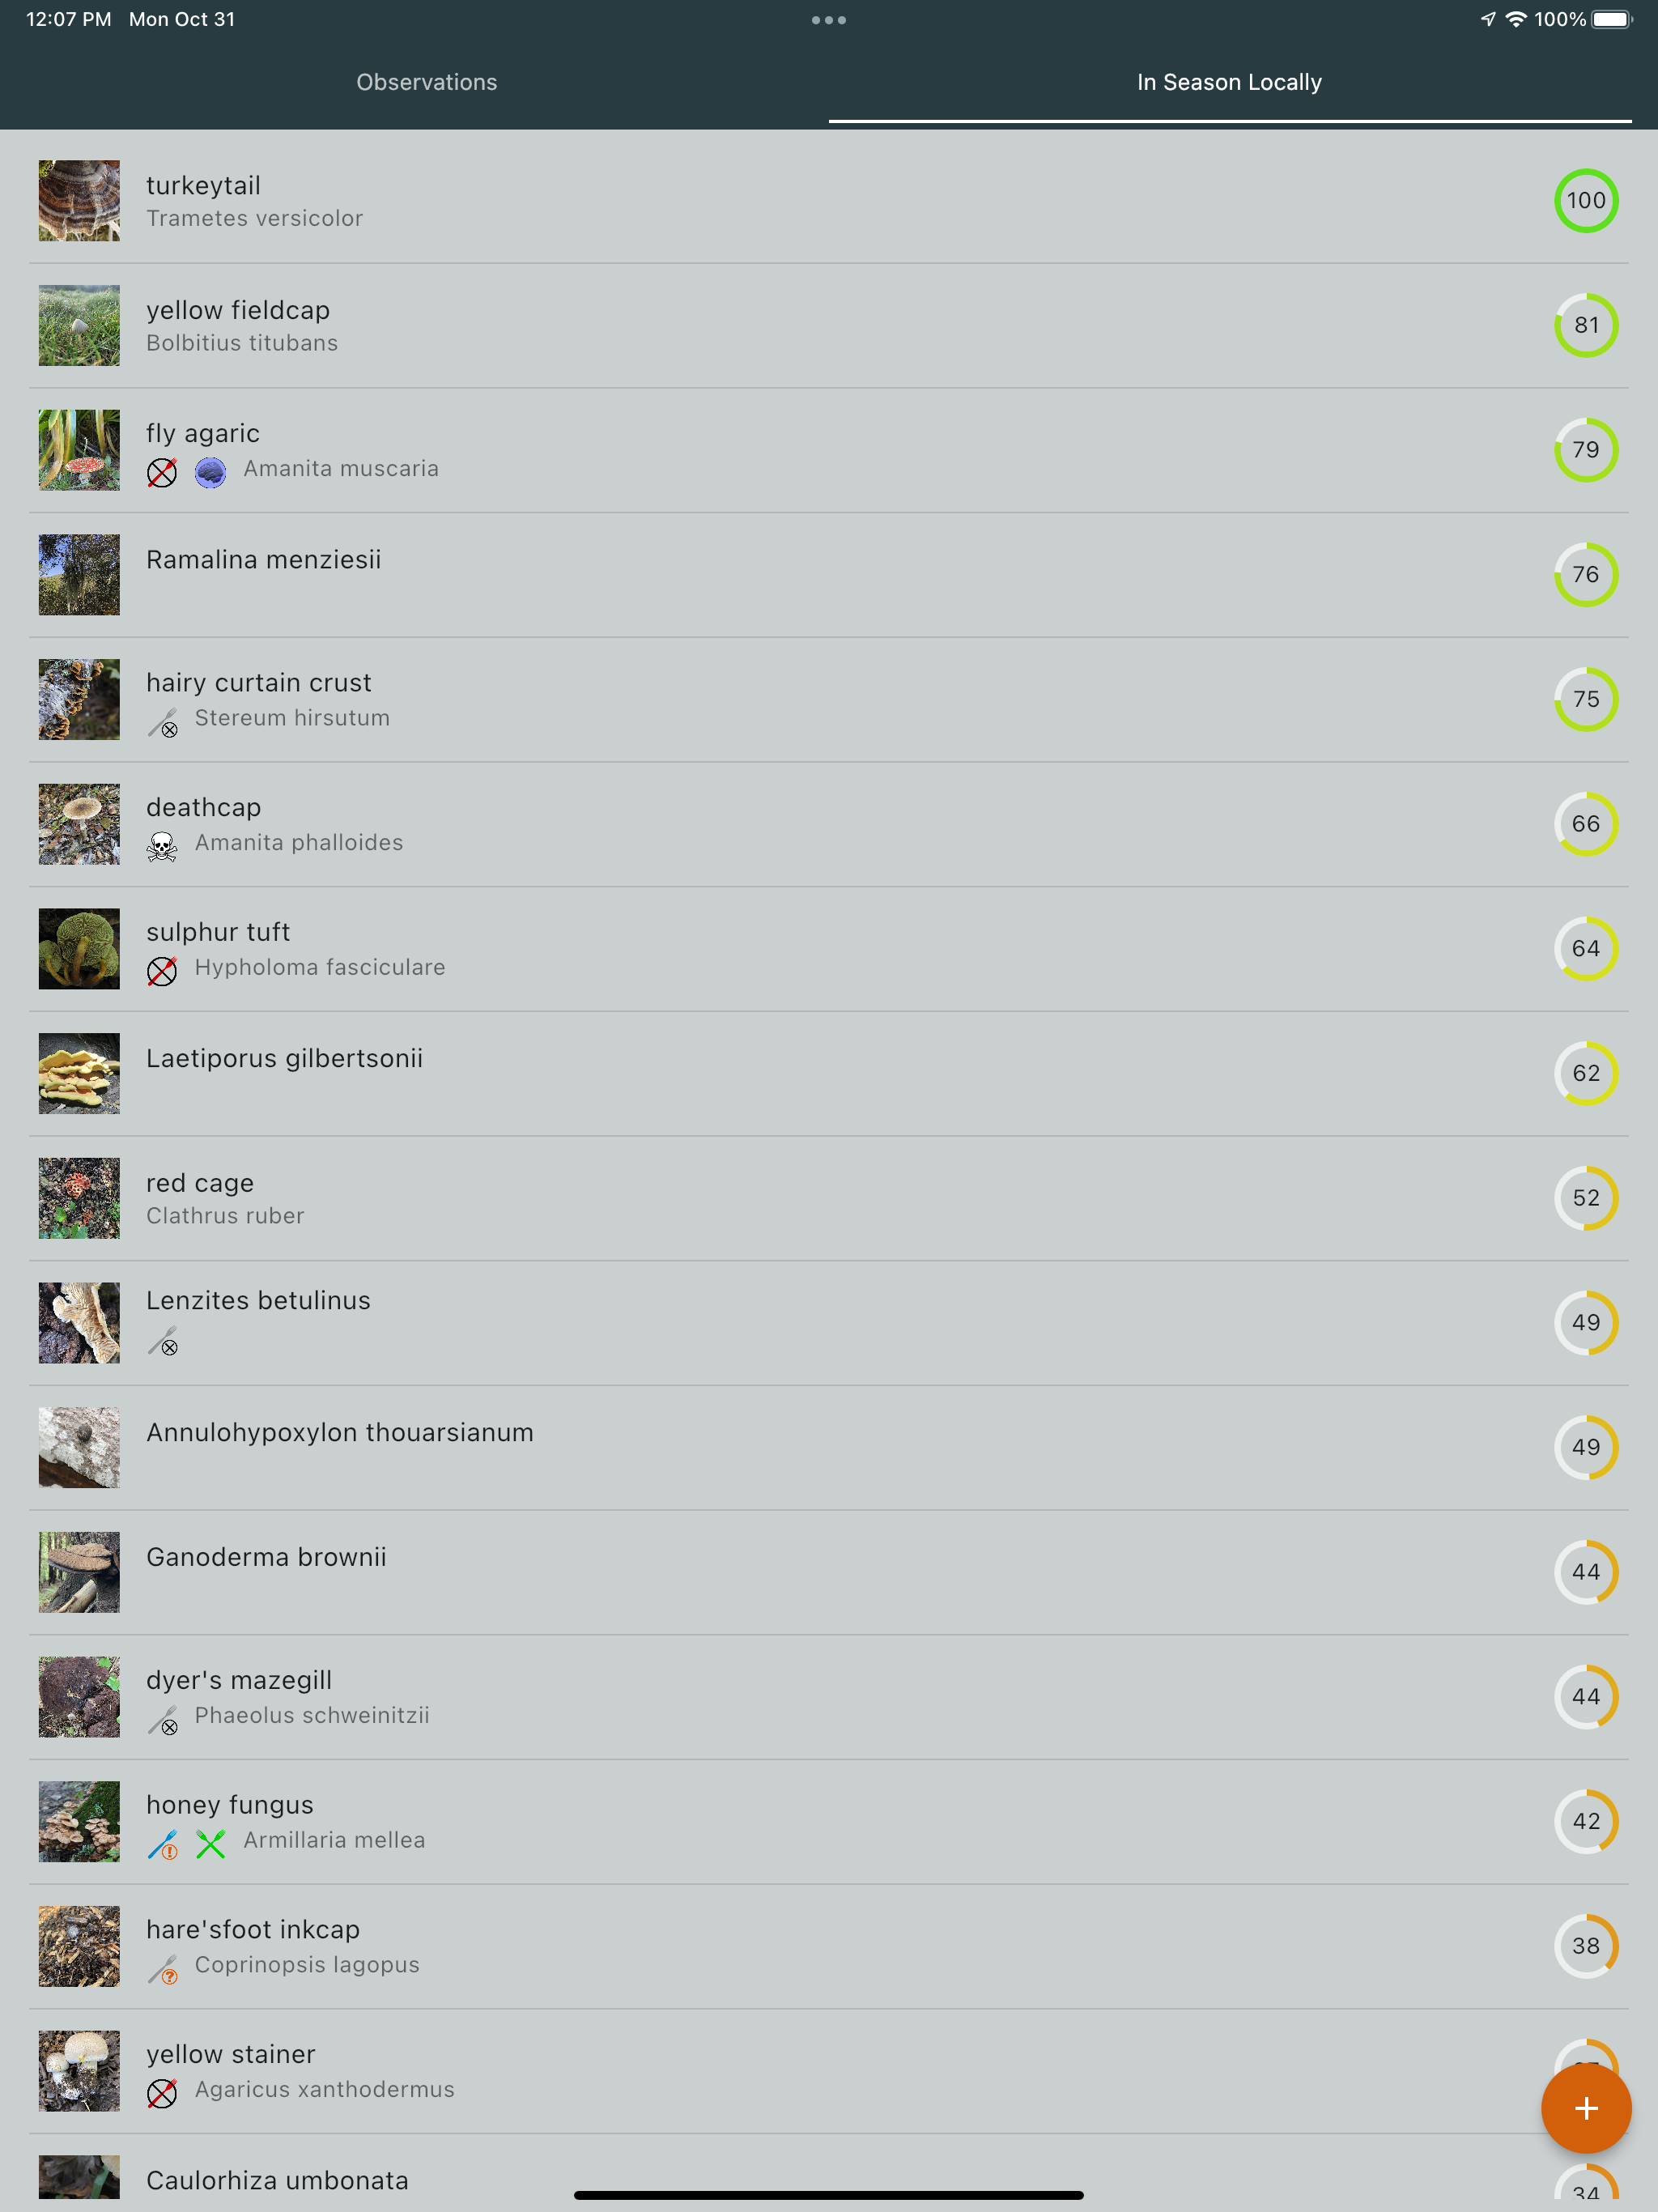 12:07 PM Mon Oct 31
100%
Observations
In Season Locally
turkeytail
Trametes versicolor
100
yellow fieldcap
Bolbitius titubans
81
fly agaric
Amanita muscaria
79
Ramalina menziesii
76
hairy curtain crust
Stereum hirsutum
75
deathcap
Amanita phalloides
66
sulphur tuft
Hypholoma fasciculare
64
Laetiporus gilbertsonii
62
red cage
Clathrus ruber
52
Lenzites betulinus
49
Annulohypoxylon thouarsianum
49
Ganoderma brownii
44
dyer's mazegill
Phaeolus schweinitzii
44
honey fungus
Armillaria mellea
42
hare'sfoot inkcap
Coprinopsis lagopus
38
yellow stainer
Agaricus xanthodermus
+
Caulorhiza umbonata
34